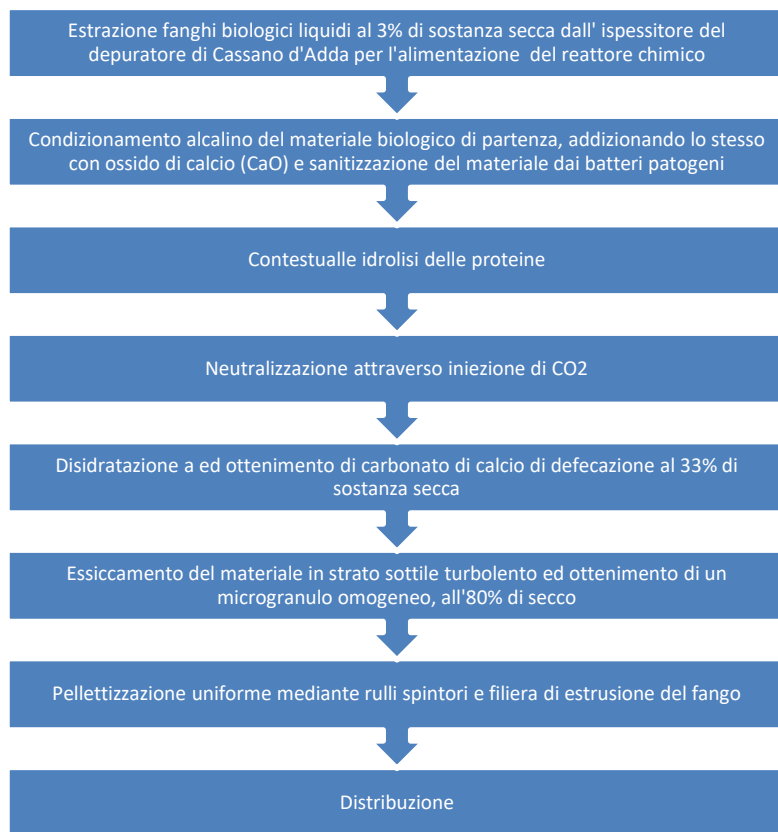 Estrazione fanghi biologici liquidi al 3% di sostanza secca dall' ispessitore del
depuratore di Cassano d'Adda per l'alimentazione  del reattore chimico
Condizionamento alcalino del materiale biologico di partenza, addizionando lo stesso
con ossido di calcio (CaO) e sanitizzazione del materiale dai batteri patogeni
Contestualle idrolisi delle proteine
Neutralizzazione attraverso iniezione di CO2
Disidratazione a ed ottenimento di carbonato di calcio di defecazione al 33% di
sostanza secca
Essiccamento del materiale in strato sottile turbolento ed ottenimento di un
microgranulo omogeneo, all'80% di secco
Pellettizzazione uniforme mediante rulli spintori e filiera di estrusione del fango
Distribuzione